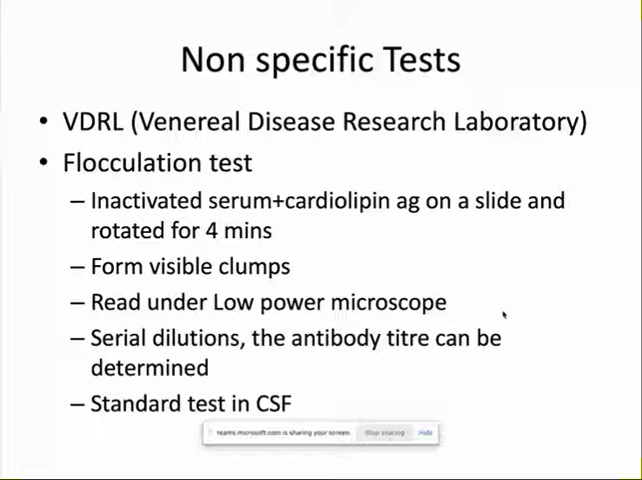 Non specific Tests
• VDRL (Venereal Disease Research Laboratory)
• Flocculation test
– Inactivated serum+cardiolipin ag on a slide and
rotated for 4 mins
– Form visible clumps
– Read under Low power microscope
– Serial dilutions, the antibody titre can be
determined
– Standard test in CSF
teams.microsoft.com is sharing your screen. Stop sharing Hide